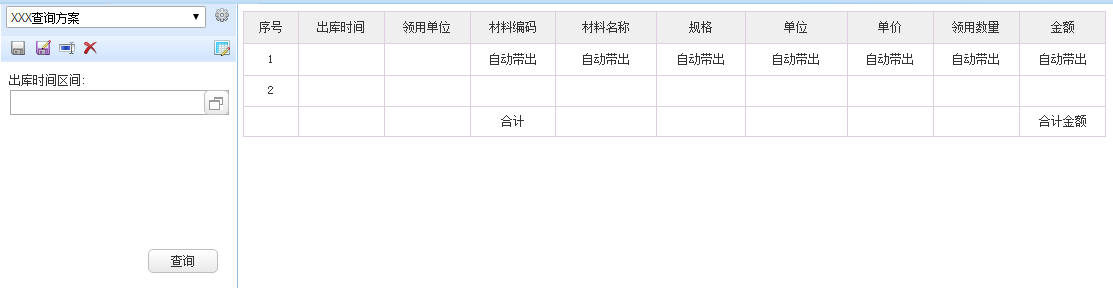 XXX查询方案
出库时间区间:
查询
序号 出库时间 领用单位 材料编码 材料名称 规格 单位 单价 领用数量 金额
1 自动带出 自动带出 自动带出 自动带出 自动带出 自动带出 自动带出
2
合计 合计金额